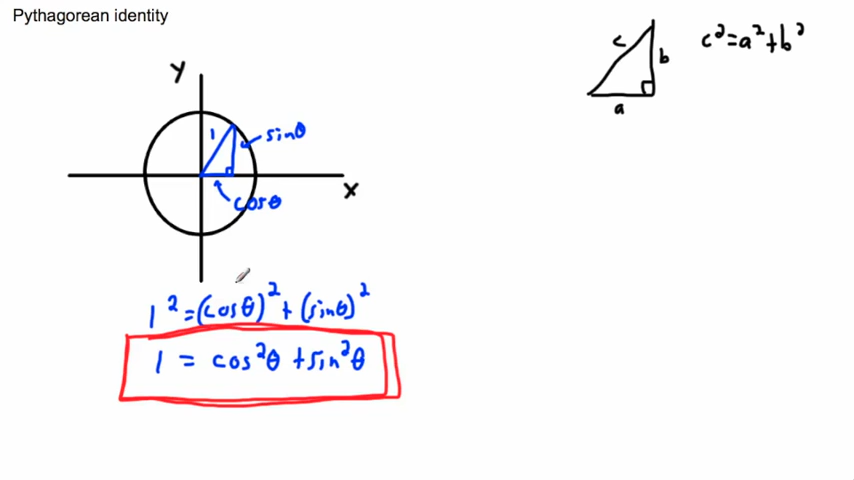 Pythagorean identity
c c²=a²+b²
b
a
y
1 sinθ
x
cosθ
1² = (cosθ)² + (sinθ)²
1 = cos²θ + sin²θ